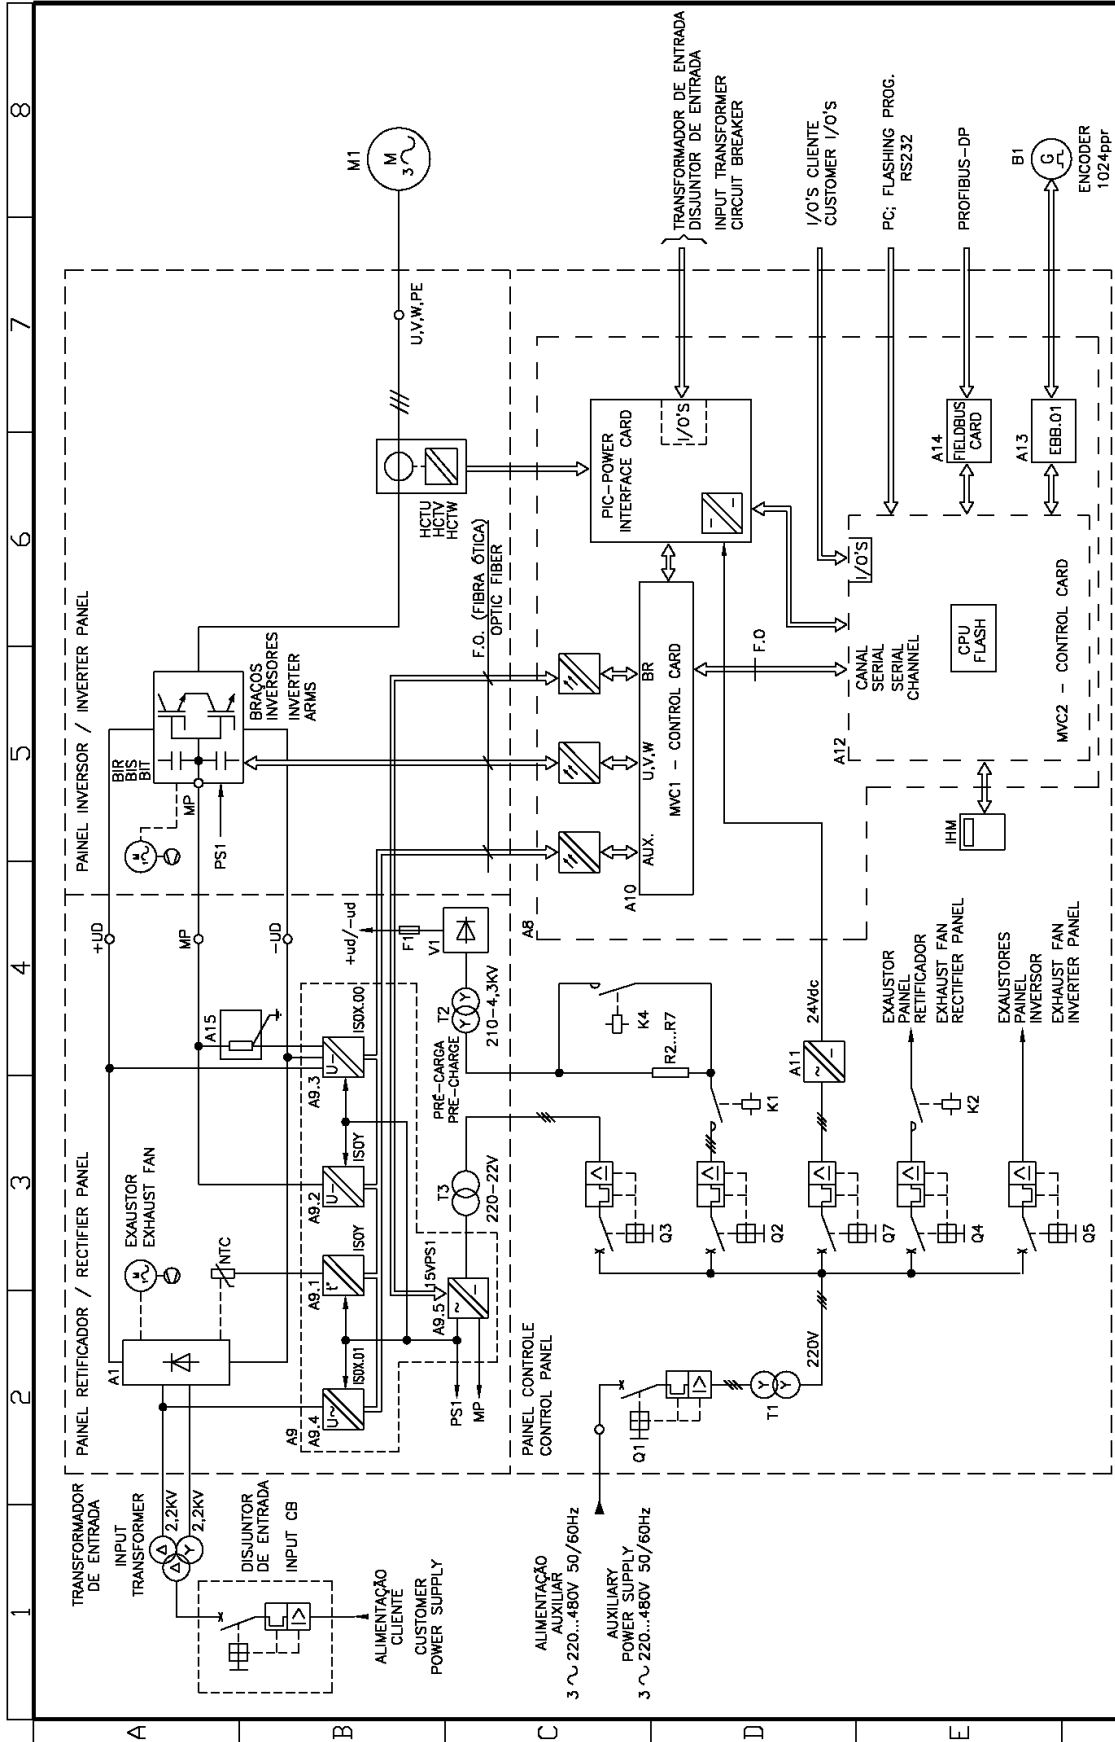 1
2
3
4
5
6
7
8
A
B
C
D
E
TRANSFORMADOR
DE ENTRADA
INPUT
TRANSFORMER
2,2KV
2,2KV
DISJUNTOR
DE ENTRADA
INPUT CB
ALIMENTAÇÃO
CLIENTE
CUSTOMER
POWER SUPPLY
PAINEL RETIFICADOR / RECTIFIER PANEL
A1
EXAUSTOR
EXHAUST FAN
M
1
NTC
+UD
MP
-UD
A15
A9
A9.4
ISOX.01
U~
A9.1
ISOY
t°
A9.2
ISOY
U-
A9.3
ISOX.00
U-
PS1
MP
A9.5
15VPS1
T3
220-22V
PRÉ-CARGA
PRE-CHARGE
T2
210-4,3KV
V1
F1
+ud/-ud
PAINEL INVERSOR / INVERTER PANEL
M
1
PS1
MP
BIR
BIS
BIT
BRAÇOS
INVERSORES
INVERTER
ARMS
HCTU
HCTV
HCTW
F.O. (FIBRA ÓTICA)
OPTIC FIBER
U,V,W,PE
M1
M
3
PAINEL CONTROLE
CONTROL PANEL
ALIMENTAÇÃO
AUXILIAR
3 ~ 220...480V 50/60Hz
AUXILIARY
POWER SUPPLY
3 ~ 220...480V 50/60Hz
Q1
T1
220V
Q3
Q2
Q7
Q4
Q5
K1
K2
K4
R2...R7
A11
24Vdc
EXAUSTOR
PAINEL
RETIFICADOR
EXHAUST FAN
RECTIFIER PANEL
EXAUSTORES
PAINEL
INVERSOR
EXHAUST FAN
INVERTER PANEL
A8
A10
AUX.
U,V,W
BR
MVC1 - CONTROL CARD
PIC-POWER
INTERFACE CARD
I/O'S
F.O
A12
CANAL
SERIAL
SERIAL
CHANNEL
I/O'S
CPU
FLASH
MVC2 - CONTROL CARD
IHM
A14
FIELDBUS
CARD
A13
EBB.01
TRANSFORMADOR DE ENTRADA
DISJUNTOR DE ENTRADA
INPUT TRANSFORMER
CIRCUIT BREAKER
I/O'S CLIENTE
CUSTOMER I/O'S
PC; FLASHING PROG.
RS232
PROFIBUS-DP
B1
G
ENCODER
1024ppr